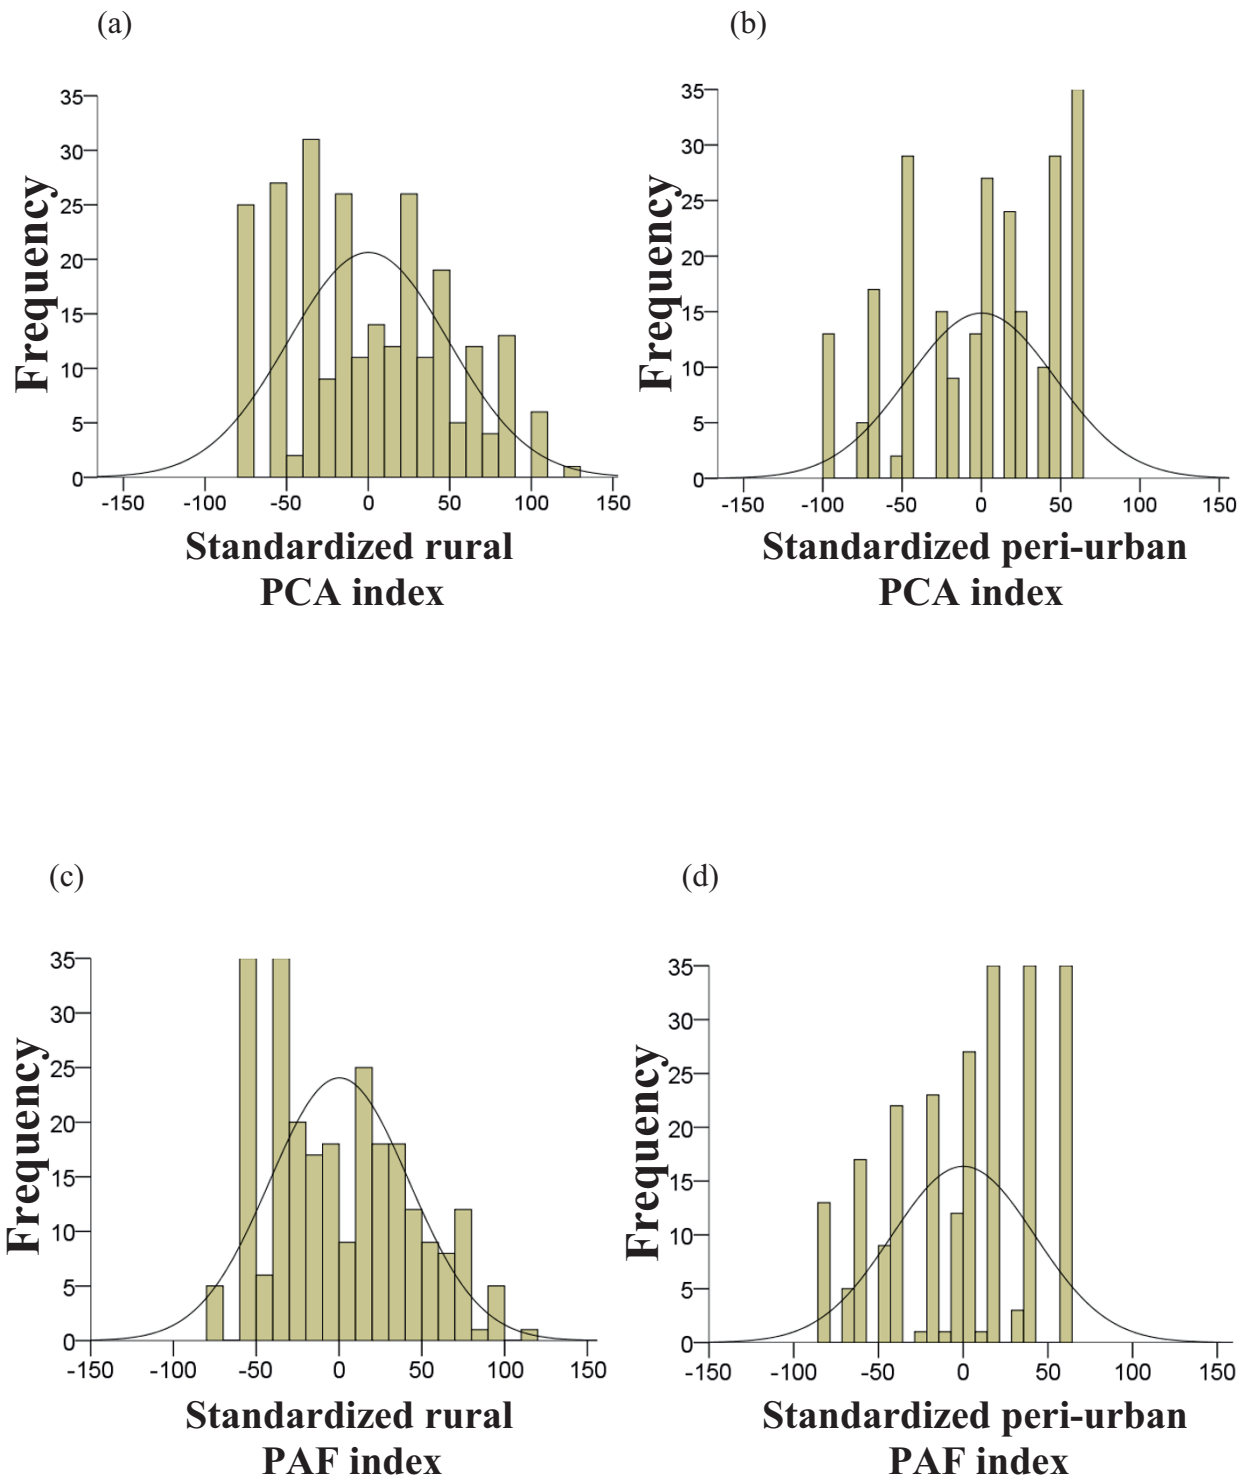 (a)
35
30
25
20
15
10
5
0
Frequency
-150 -100 -50 0 50 100 150
Standardized rural
PCA index
(b)
35
30
25
20
15
10
5
0
Frequency
-150 -100 -50 0 50 100 150
Standardized peri-urban
PCA index
(c)
35
30
25
20
15
10
5
0
Frequency
-150 -100 -50 0 50 100 150
Standardized rural
PAF index
(d)
35
30
25
20
15
10
5
0
Frequency
-150 -100 -50 0 50 100 150
Standardized peri-urban
PAF index